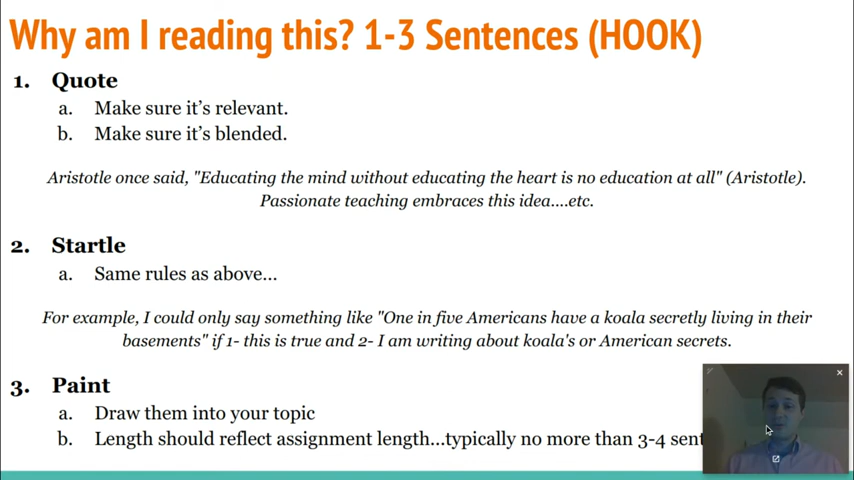 Why am I reading this? 1-3 Sentences (HOOK)
1. Quote
a. Make sure it's relevant.
b. Make sure it's blended.
Aristotle once said, "Educating the mind without educating the heart is no education at all" (Aristotle).
Passionate teaching embraces this idea....etc.
2. Startle
a. Same rules as above...
For example, I could only say something like "One in five Americans have a koala secretly living in their
basements" if 1- this is true and 2- I am writing about koala's or American secrets.
3. Paint
a. Draw them into your topic
b. Length should reflect assignment length...typically no more than 3-4 sent